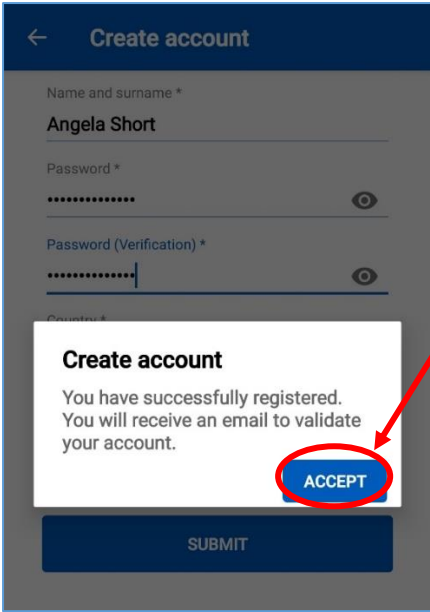 Create account
Name and surname *
Angela Short
Password *
••••••••••••••
Password (Verification) *
••••••••••••••
Country *
Create account
You have successfully registered.
You will receive an email to validate
your account.
ACCEPT
SUBMIT